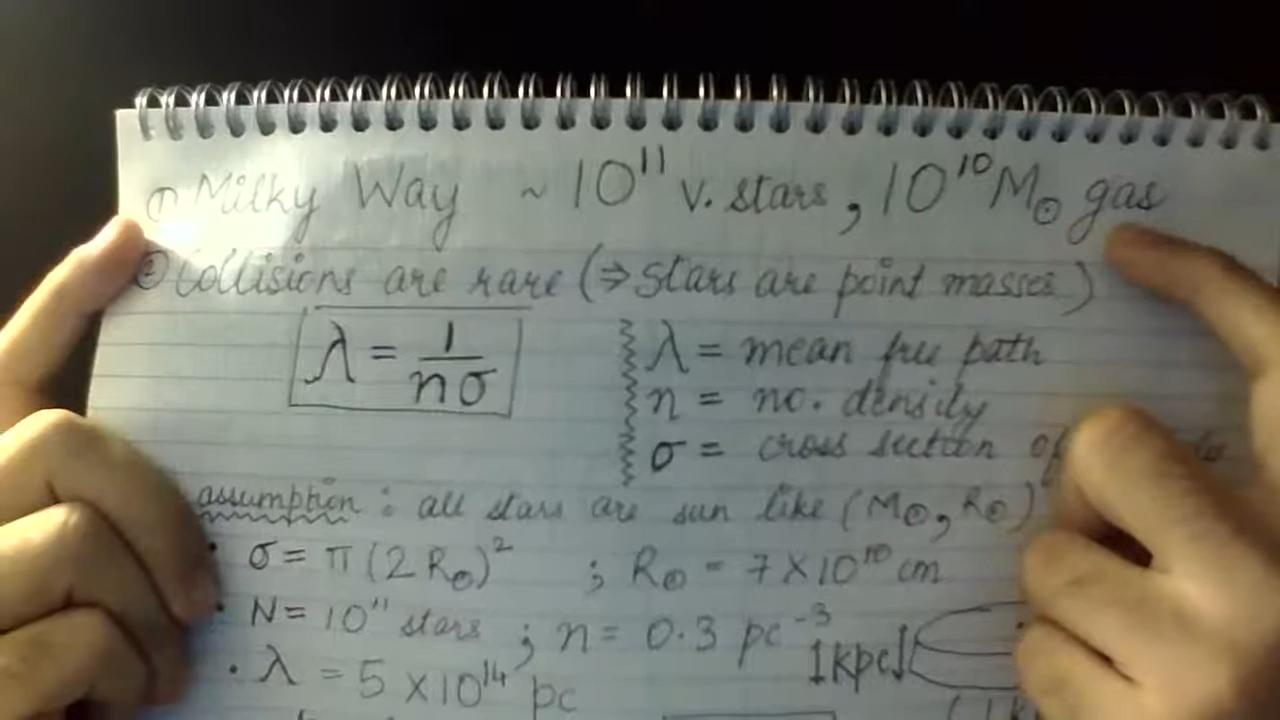 ① Milky Way ~ 10¹¹ v. stars, 10¹⁰ M⊙ gas
② Collisions are rare (⇒ stars are point masses)
λ = 1/nσ
λ = mean free path
n = no. density
σ = cross section of
assumption : all stars are sun like (M⊙, R⊙)
• σ = π(2R⊙)² ; R⊙ = 7 × 10¹⁰ cm
• N = 10¹¹ stars ; n = 0.3 pc⁻³
1kpc
• λ = 5 × 10¹⁴ pc